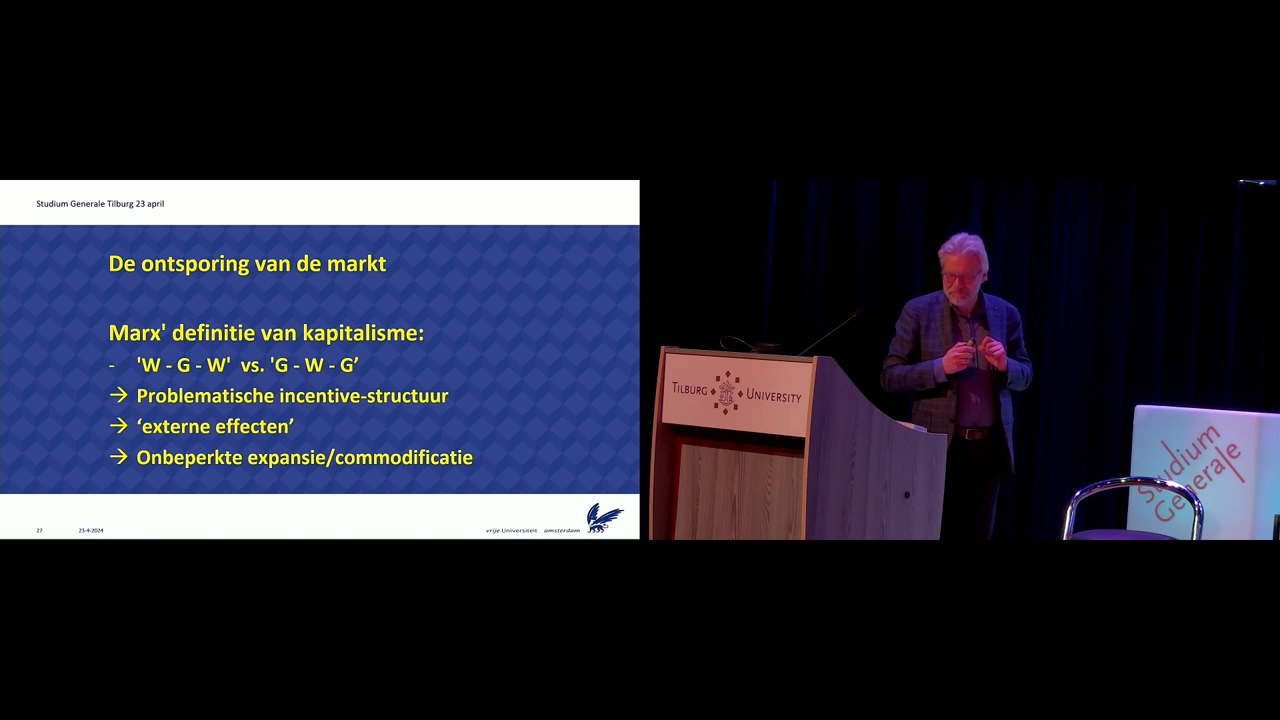 Studium Generale Tilburg 23 april
De ontsporing van de markt
Marx' definitie van kapitalisme:
- 'W - G - W' vs. 'G - W - G’
→ Problematische incentive-structuur
→ ‘externe effecten’
→ Onbeperkte expansie/commodificatie
27 23-4-2024 vrije Universiteit amsterdam
TILBURG UNIVERSITY
Studium
Generale